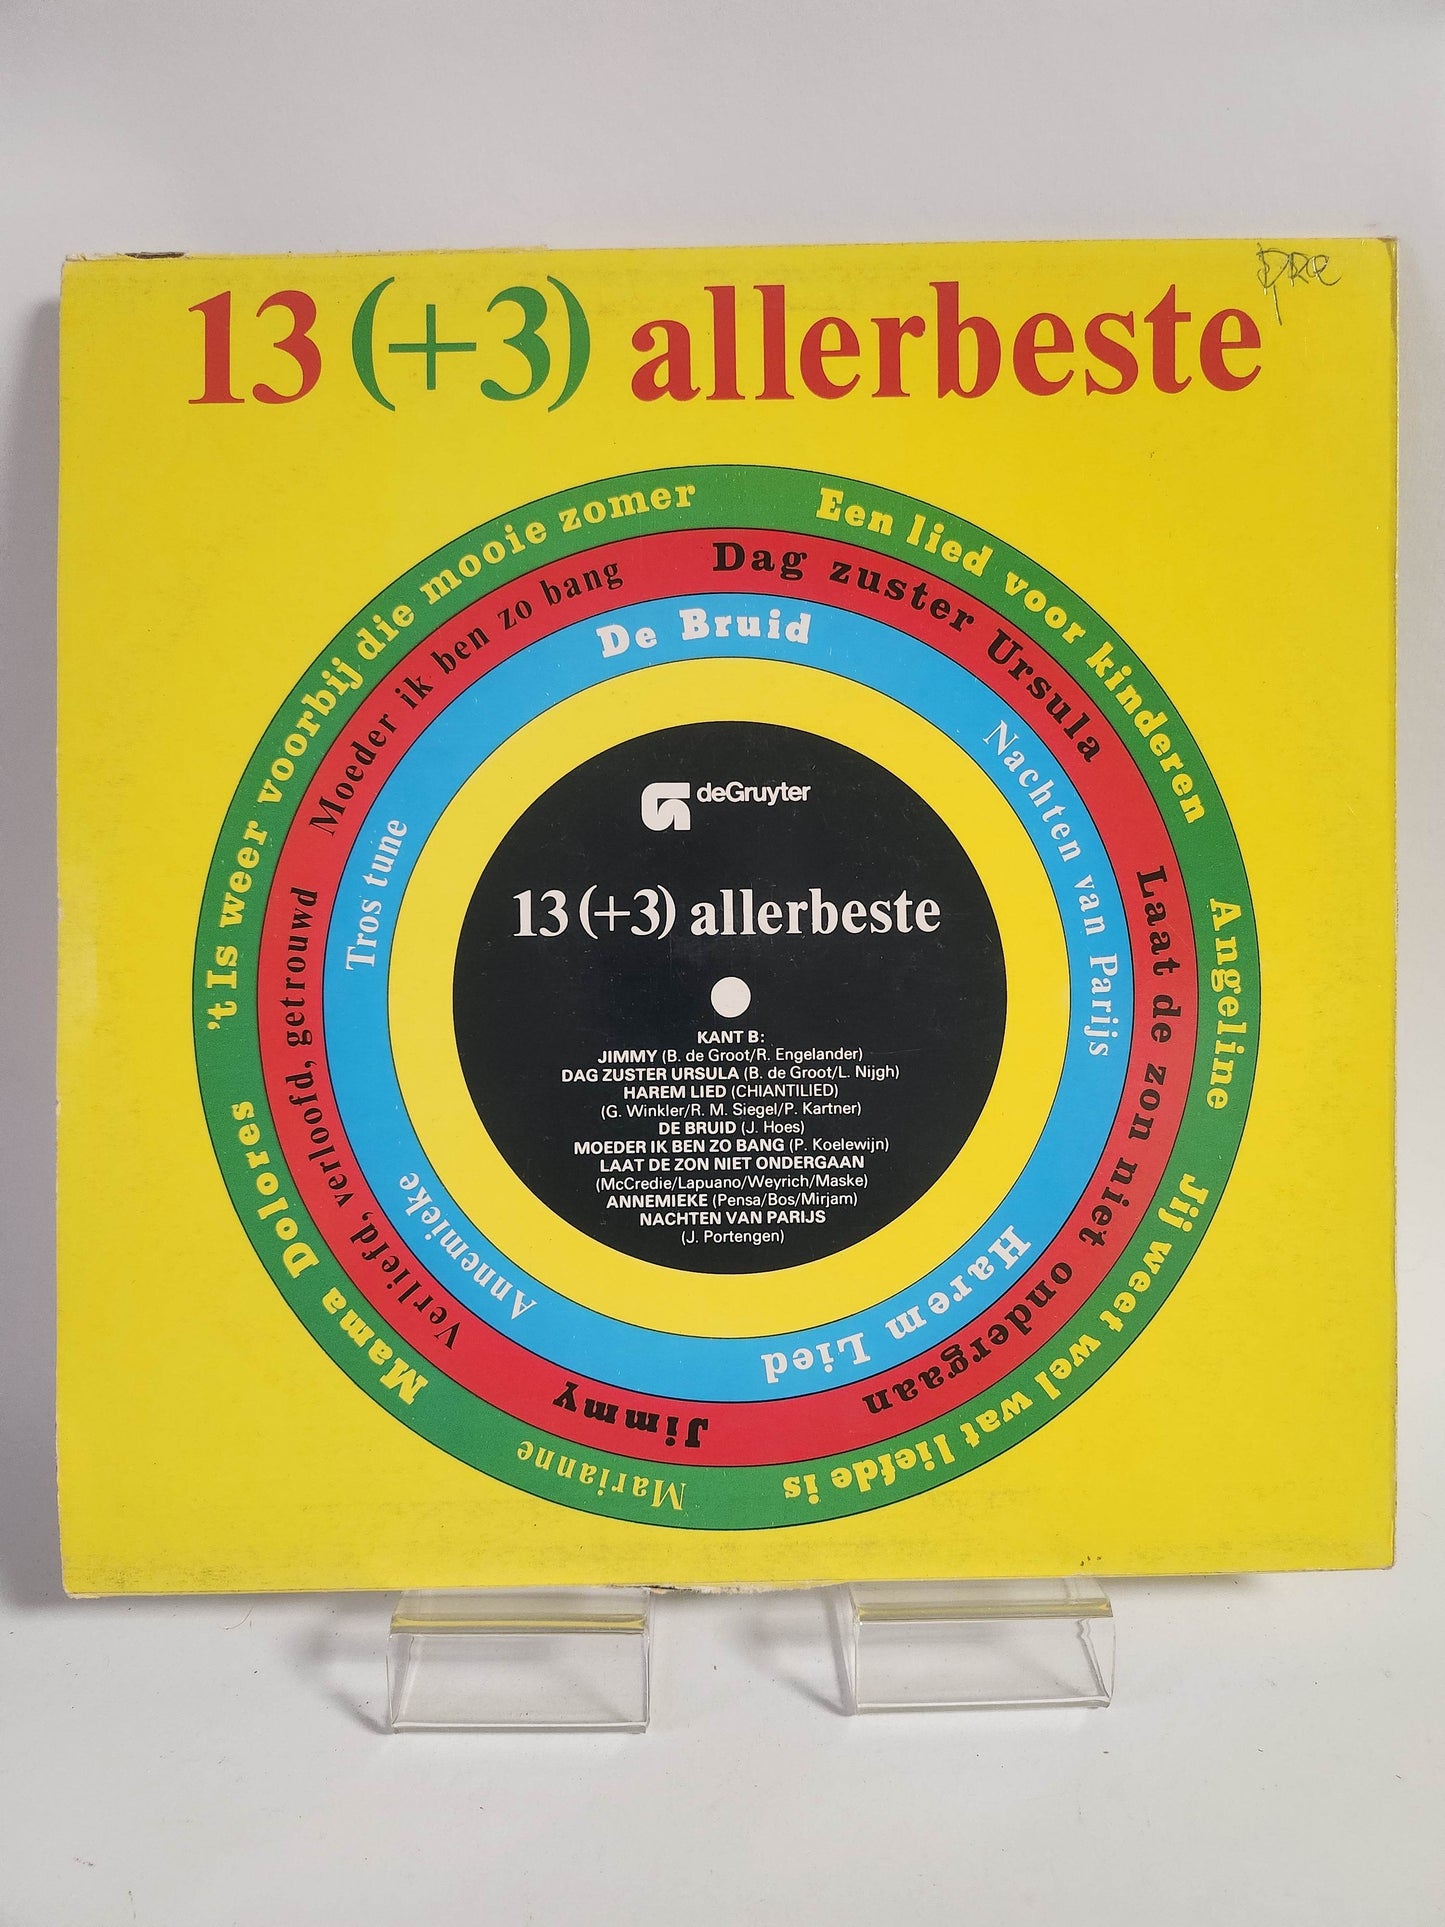 13 (+3) allerbeste
't Is weer voorbij die mooie zomer
Een lied voor kinderen
Angeline
Jij weet wel wat liefde is
Marianne
Mama Dolores
Moeder ik ben zo bang
Dag zuster Ursula
Laat de zon niet ondergaan
Jimmy
Verliefd, verloofd, getrouwd
De Bruid
Nachten van Parijs
Harem Lied
Annemieke
Tros tune
deGruyter
13 (+3) allerbeste
KANT B:
JIMMY (B. de Groot/R. Engelander)
DAG ZUSTER URSULA (B. de Groot/L. Nijgh)
HAREM LIED (CHIANTILIED)
(G. Winkler/R. M. Siegel/P. Kartner)
DE BRUID (J. Hoes)
MOEDER IK BEN ZO BANG (P. Koelewijn)
LAAT DE ZON NIET ONDERGAAN
(McCredie/Lapuano/Weyrich/Maske)
ANNEMIEKE (Pensa/Bos/Mirjam)
NACHTEN VAN PARIJS
(J. Portengen)